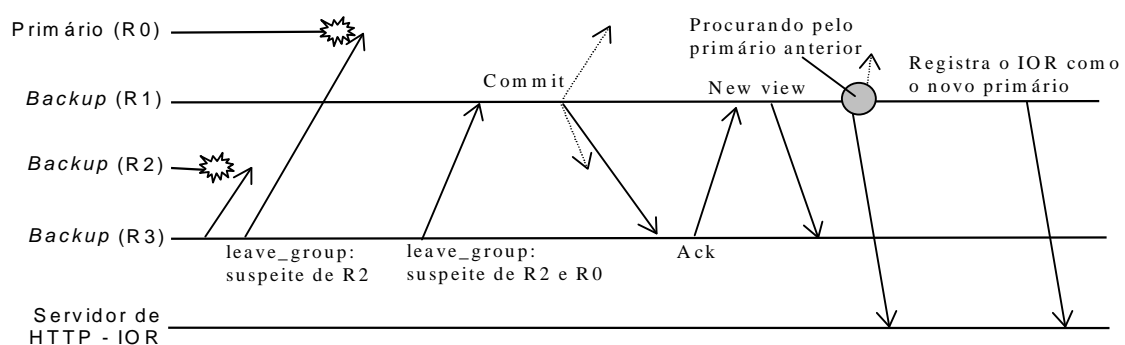 Primário (R0)
Procurando pelo
primário anterior
Registra o IOR como
o novo primário
Commit
New view
Backup (R1)
Backup (R2)
Backup (R3)
leave_group:
suspeite de R2
leave_group:
suspeite de R2 e R0
Ack
Servidor de
HTTP - IOR